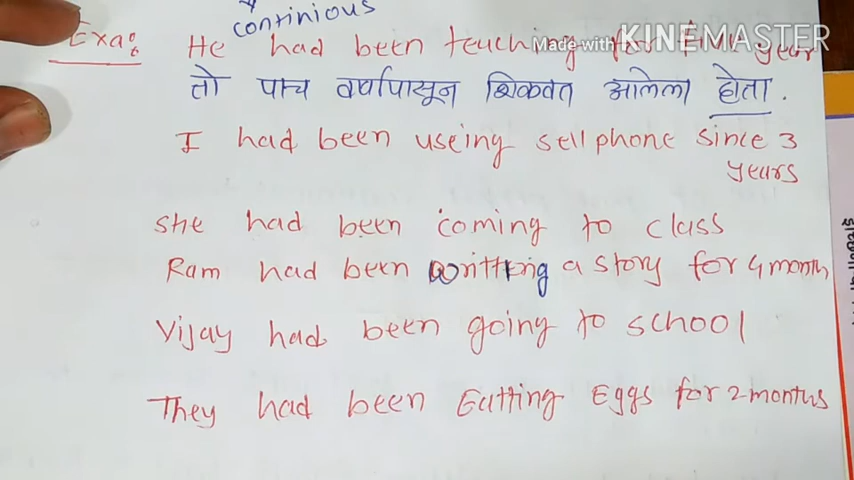 continious
Exa: He had been teaching for year
तो पाच वर्षापासून शिकवत आलेला होता.
I had been useing sellphone since 3
years
she had been coming to class
Ram had been writting a story for 4 month
Vijay had been going to school
They had been Eatting Eggs for 2 months
Made with KINEMASTER